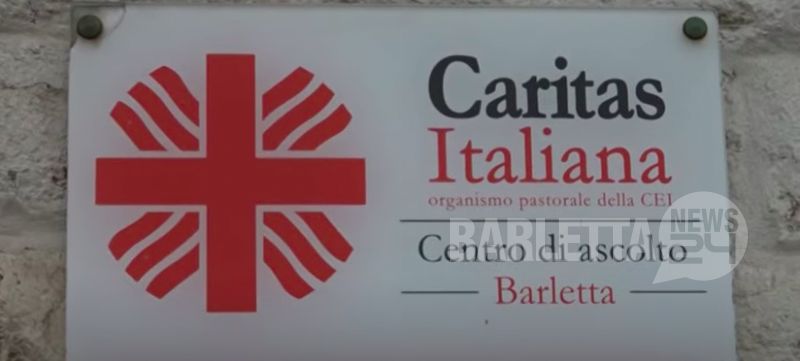 Caritas
Italiana
organismo pastorale della CEI
Centro di ascolto
Barletta
BARLETTA NEWS
24